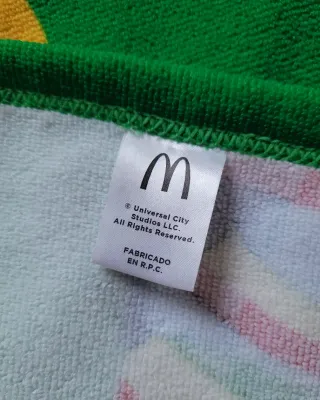 © Universal City
Studios LLC.
All Rights Reserved.
FABRICADO
EN R.P.C.